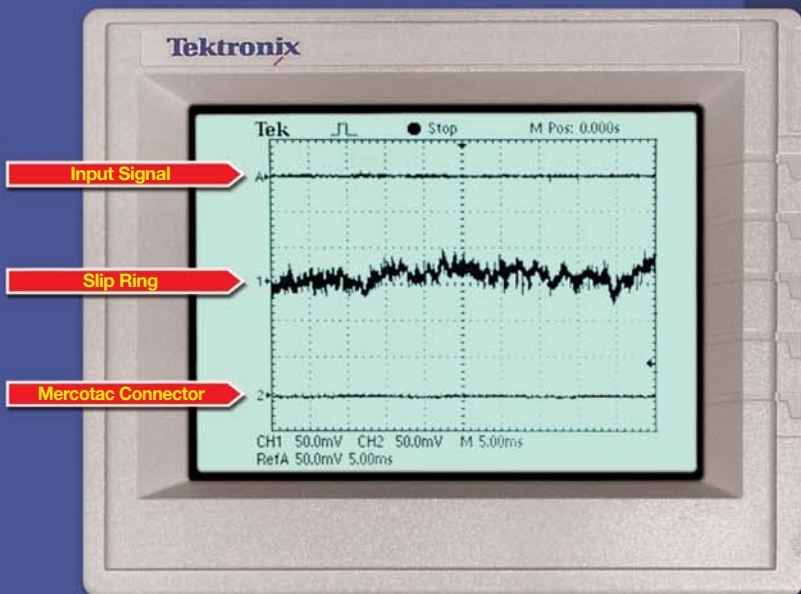 Tektronix
Tek Stop M Pos: 0.000s
Input Signal
A
Slip Ring
1
Mercotac Connector
2
CH1 50.0mV CH2 50.0mV M 5.00ms
RefA 50.0mV 5.00ms